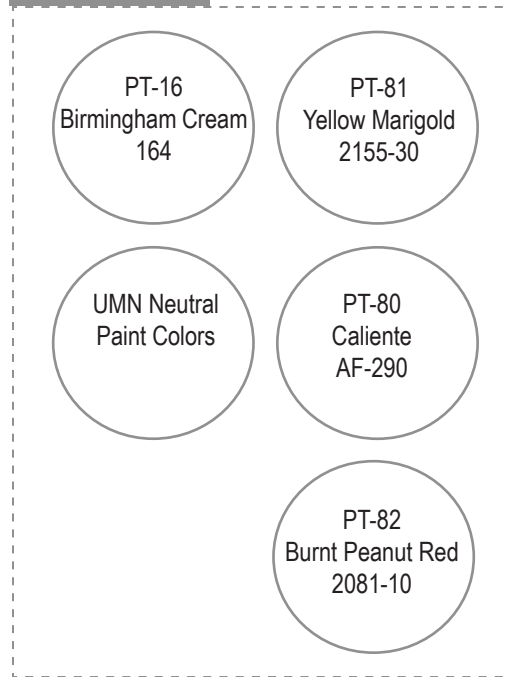 PT-16
Birmingham Cream
164
PT-81
Yellow Marigold
2155-30
UMN Neutral
Paint Colors
PT-80
Caliente
AF-290
PT-82
Burnt Peanut Red
2081-10